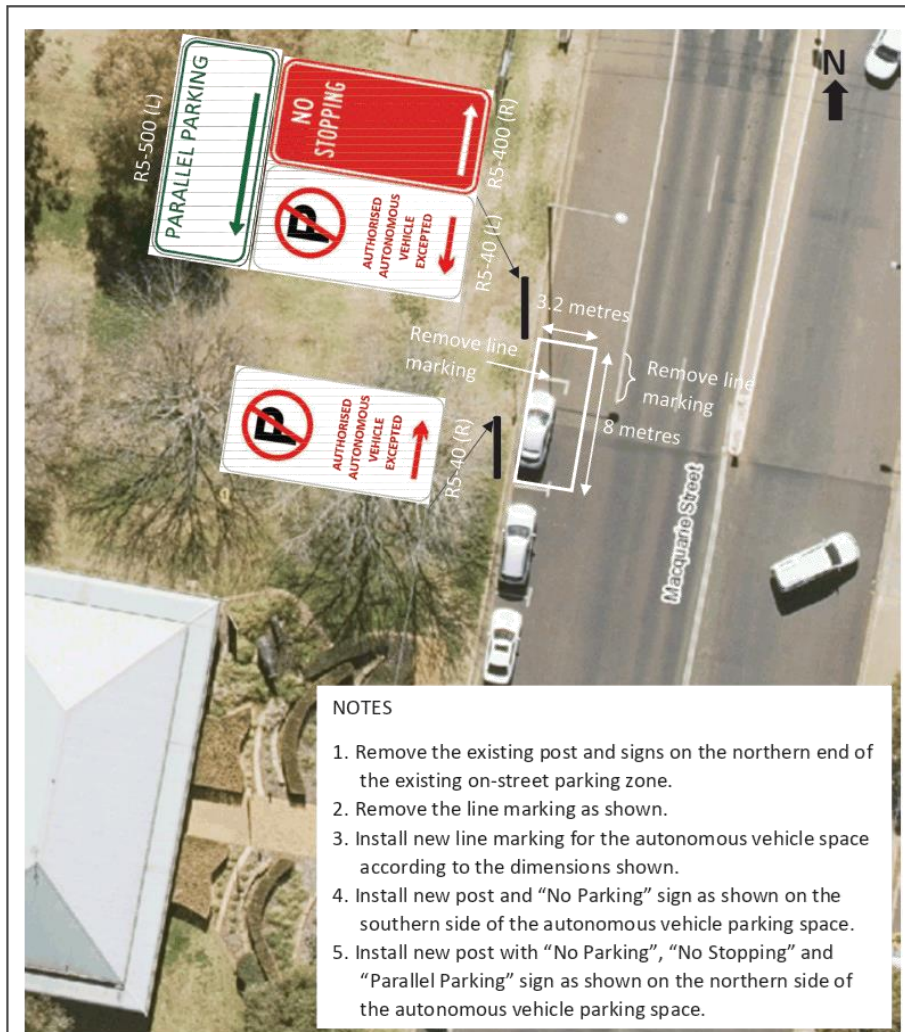 N
R5-500 (L)
PARALLEL PARKING
NO
STOPPING
R5-400 (R)
P
AUTHORISED
AUTONOMOUS
VEHICLE
EXCEPTED
R5-40 (L)
3.2 metres
Remove line
marking
Remove line
marking
8 metres
P
AUTHORISED
AUTONOMOUS
VEHICLE
EXCEPTED
R5-40 (R)
Macquarie Street
NOTES
1. Remove the existing post and signs on the northern end of
the existing on-street parking zone.
2. Remove the line marking as shown.
3. Install new line marking for the autonomous vehicle space
according to the dimensions shown.
4. Install new post and “No Parking” sign as shown on the
southern side of the autonomous vehicle parking space.
5. Install new post with “No Parking”, “No Stopping” and
“Parallel Parking” sign as shown on the northern side of
the autonomous vehicle parking space.